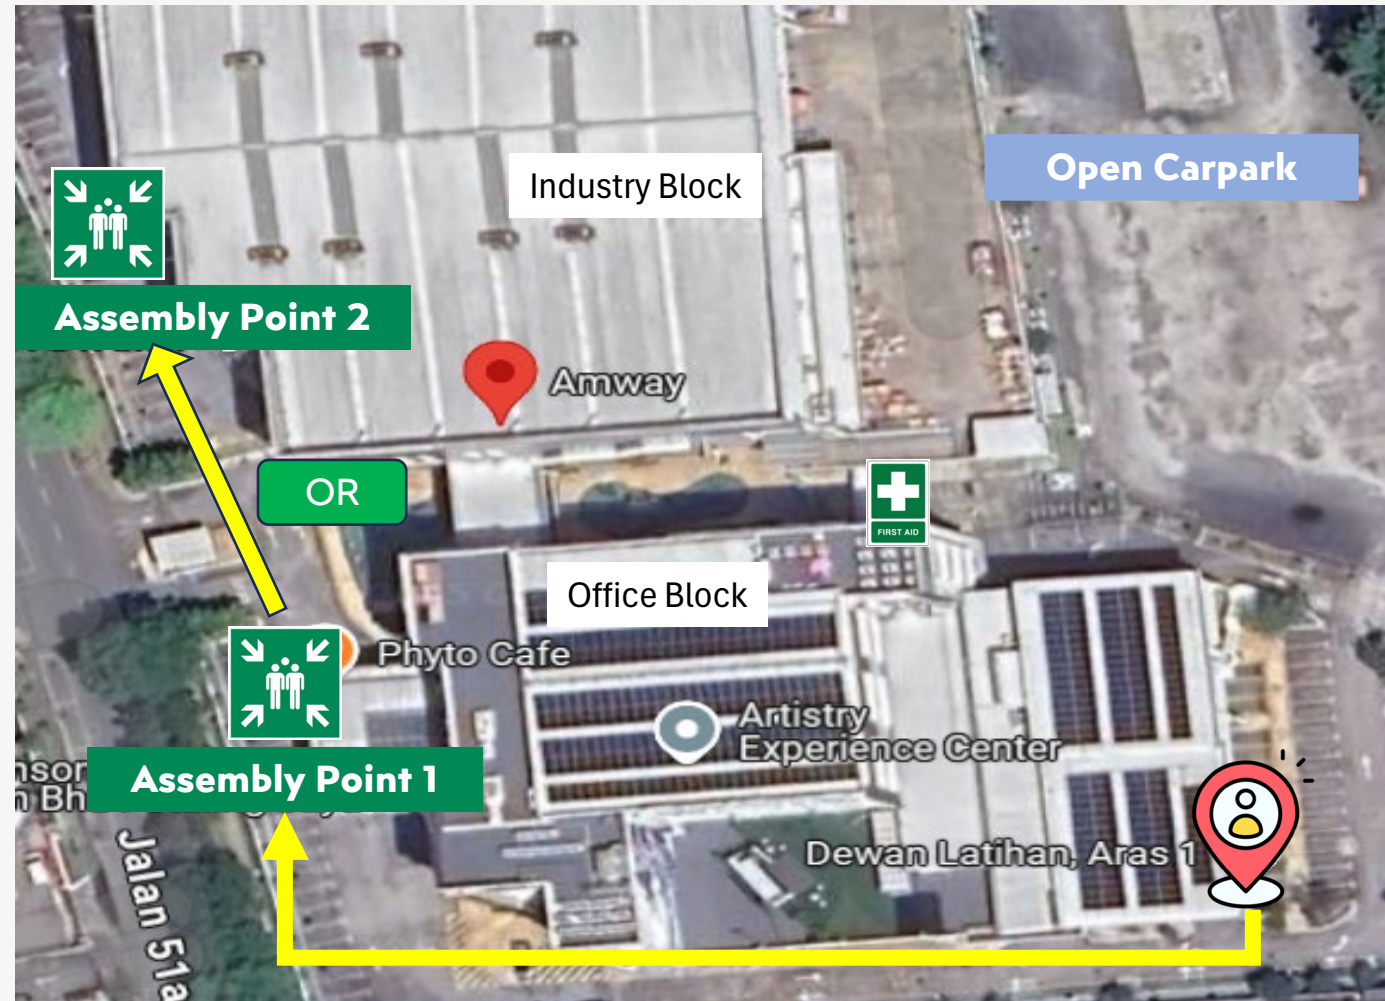 Open Carpark
Industry Block
Assembly Point 2
Amway
OR
FIRST AID
Office Block
Phyto Cafe
Artistry
Experience Center
Assembly Point 1
Dewan Latihan, Aras 1
Jalan 51a